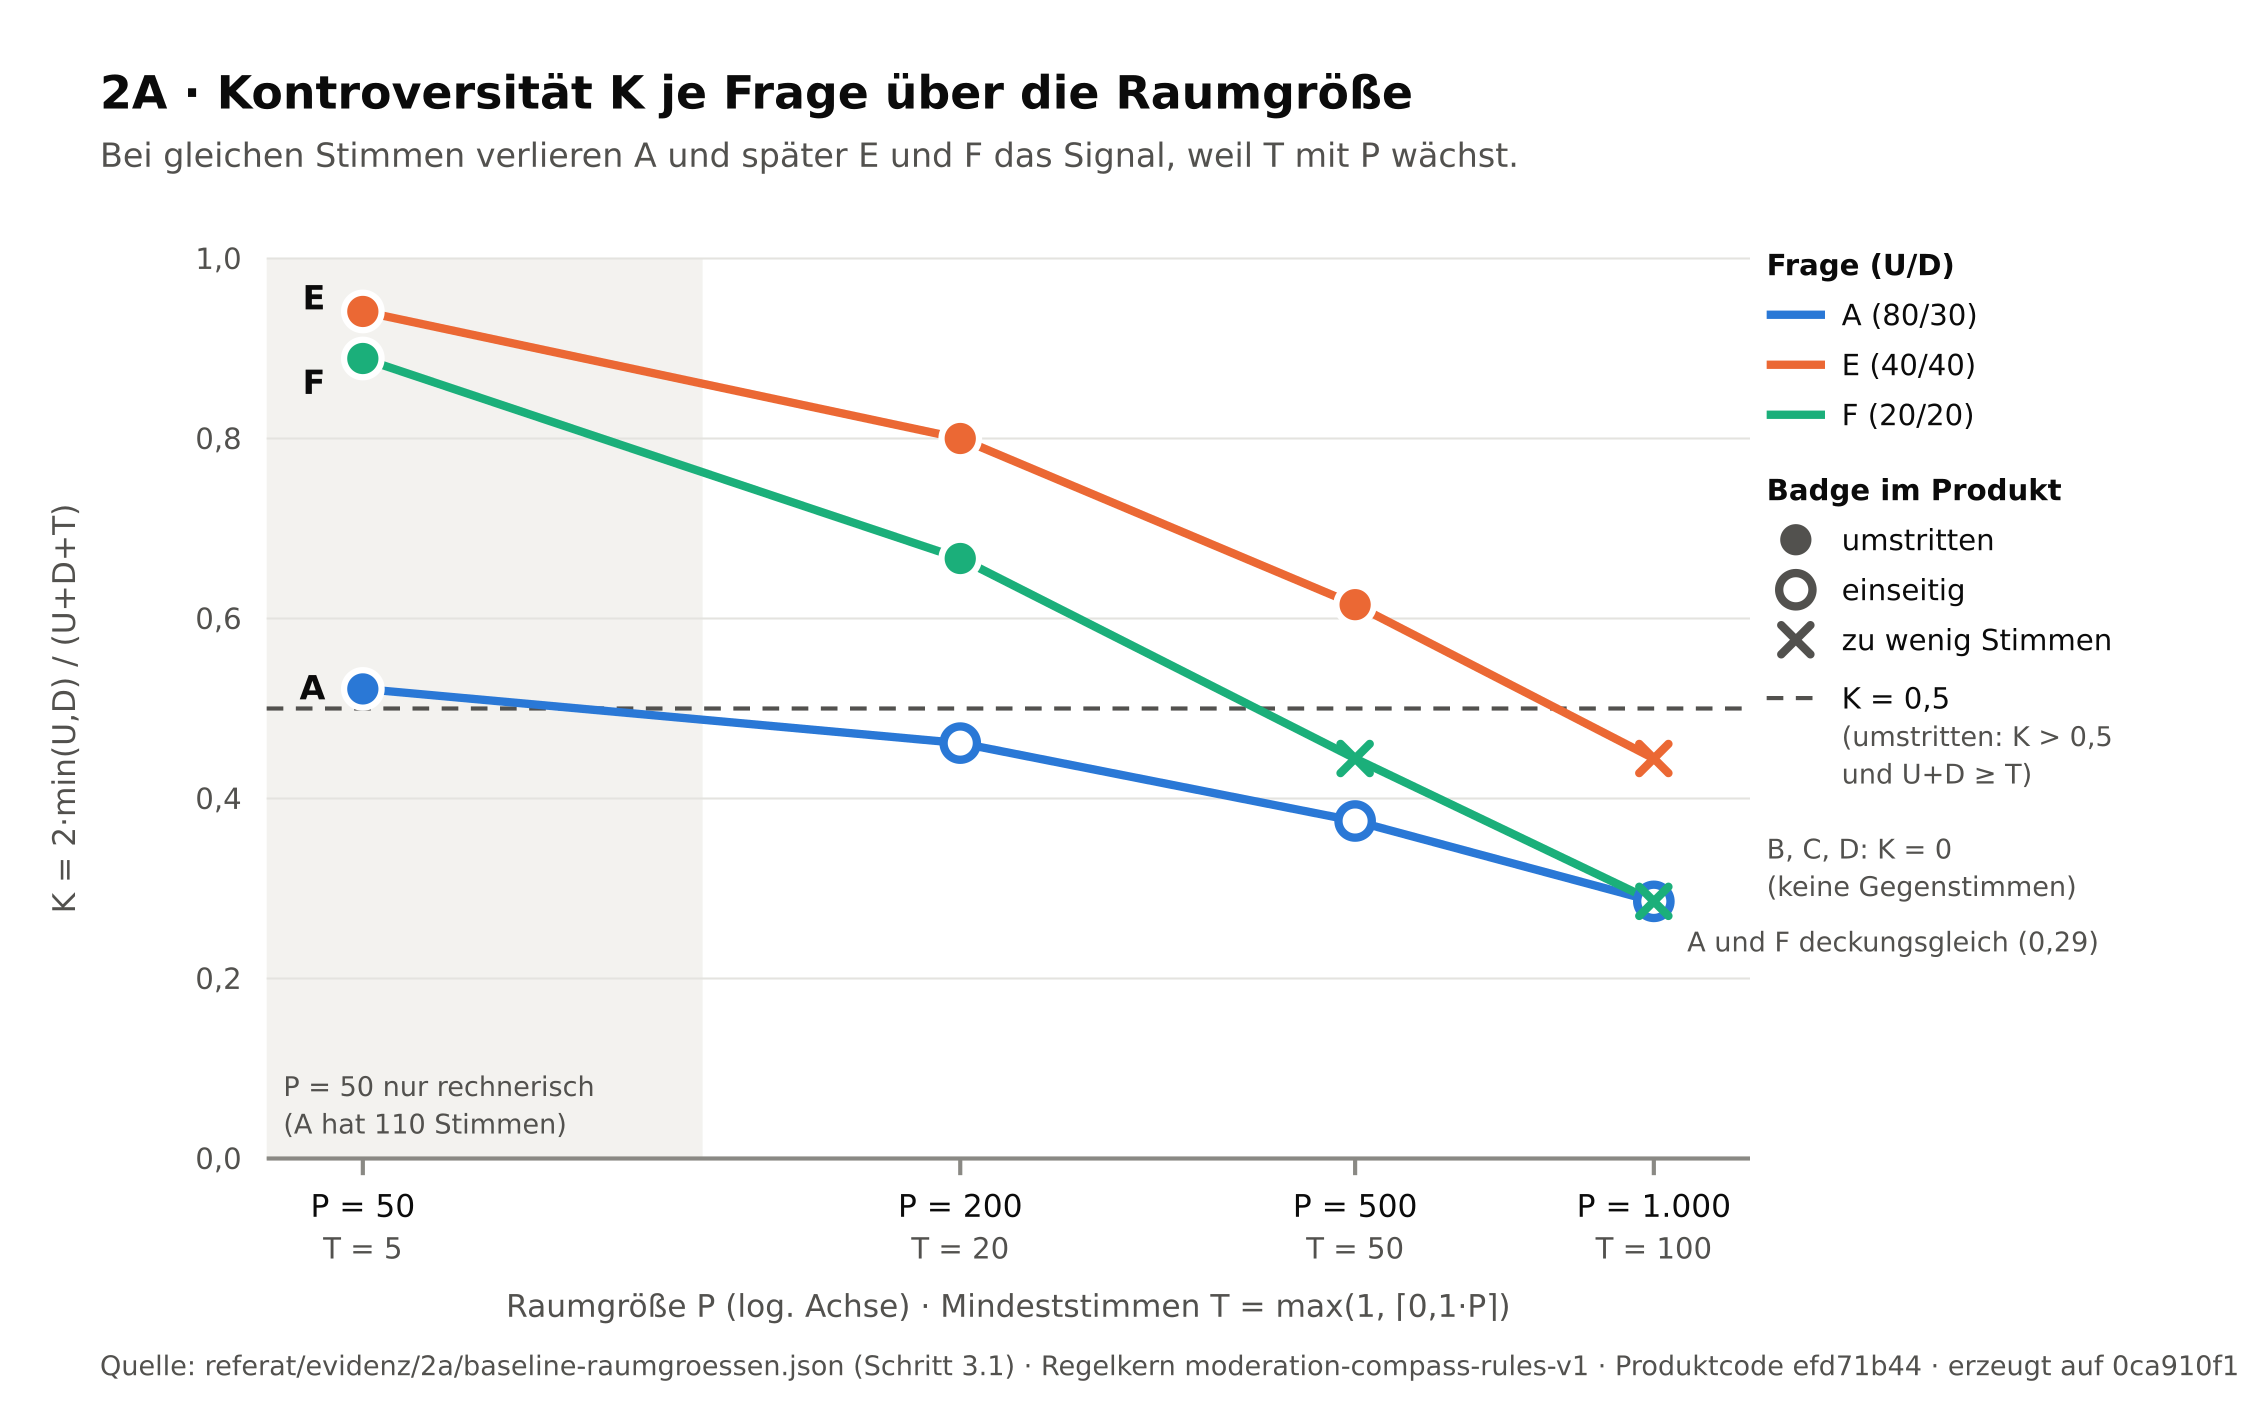 2A · Kontroversität K je Frage über die Raumgröße
Bei gleichen Stimmen verlieren A und später E und F das Signal, weil T mit P wächst.
K = 2·min(U,D) / (U+D+T)
1,0
0,8
0,6
0,4
0,2
0,0
E
F
A
P = 50 nur rechnerisch
(A hat 110 Stimmen)
Frage (U/D)
A (80/30)
E (40/40)
F (20/20)
Badge im Produkt
umstritten
einseitig
zu wenig Stimmen
K = 0,5
(umstritten: K > 0,5
und U+D ≥ T)
B, C, D: K = 0
(keine Gegenstimmen)
A und F deckungsgleich (0,29)
P = 50
T = 5
P = 200
T = 20
P = 500
T = 50
P = 1.000
T = 100
Raumgröße P (log. Achse) · Mindeststimmen T = max(1, ⌈0,1·P⌉)
Quelle: referat/evidenz/2a/baseline-raumgroessen.json (Schritt 3.1) · Regelkern moderation-compass-rules-v1 · Produktcode efd71b44 · erzeugt auf 0ca910f1